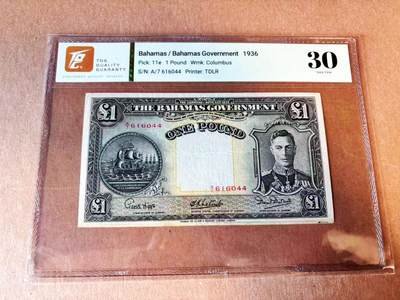 TQG
THE
QUALITY
GUARANTY
Bahamas / Bahamas Government 1936
Pick: 11e 1 Pound Wmk: Columbus
S/N: A/7 616044 Printer: TDLR
30
£1
THE BAHAMAS GOVERNMENT
£1
ONE POUND
A/7 616044
A/7 616044
£1
£1